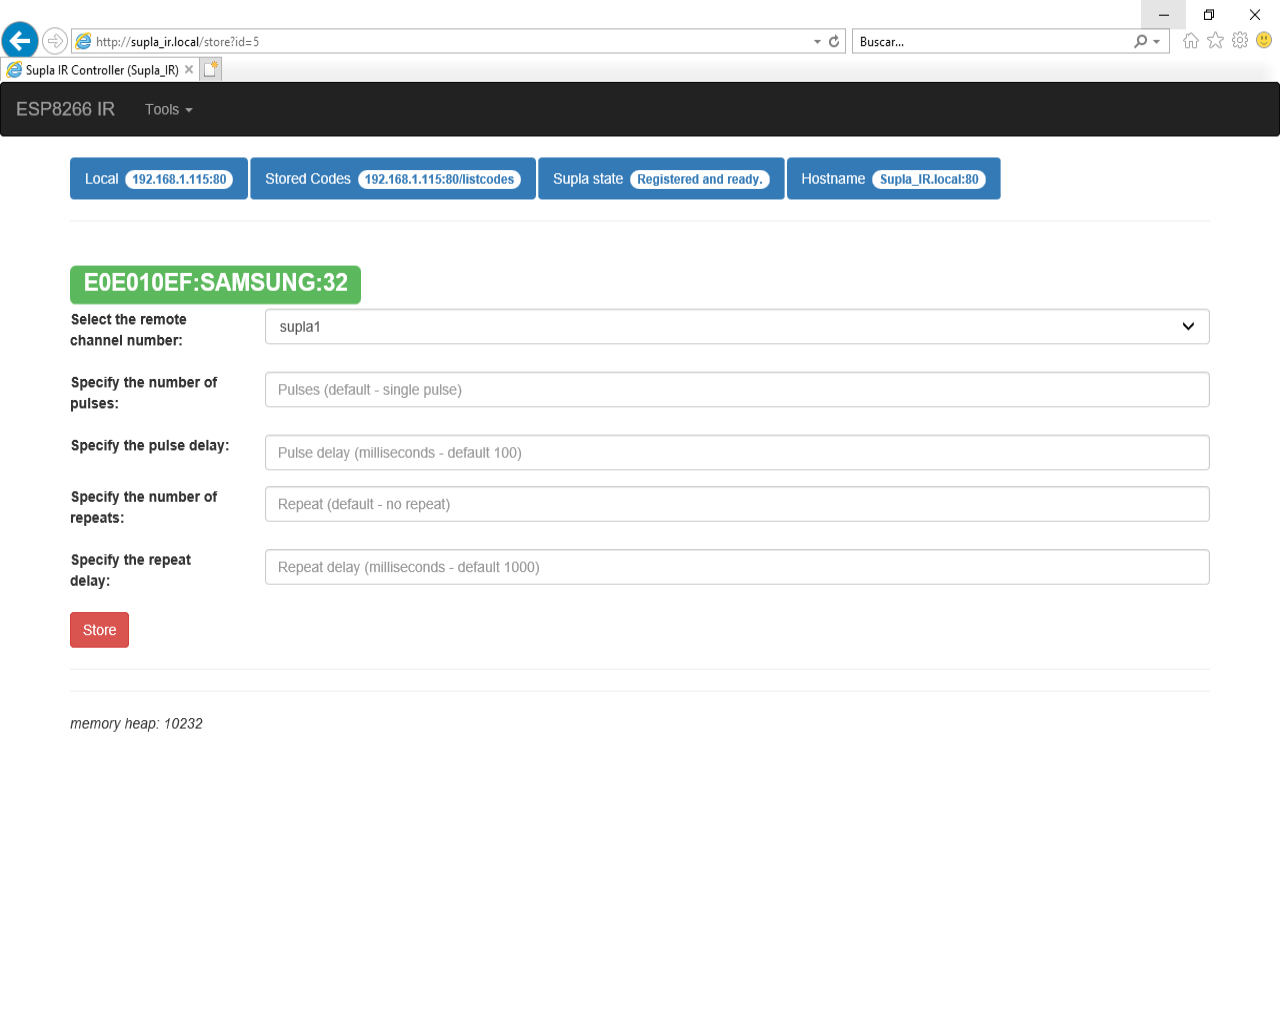 http://supla_ir.local/store?id=5
Buscar...
Supla IR Controller (Supla_IR)
ESP8266 IR Tools
Local 192.168.1.115:80 Stored Codes 192.168.1.115:80/listcodes Supla state Registered and ready. Hostname Supla_IR.local:80
E0E010EF:SAMSUNG:32
Select the remote
channel number:
supla1
Specify the number of
pulses:
Pulses (default - single pulse)
Specify the pulse delay:
Pulse delay (milliseconds - default 100)
Specify the number of
repeats:
Repeat (default - no repeat)
Specify the repeat
delay:
Repeat delay (milliseconds - default 1000)
Store
memory heap: 10232